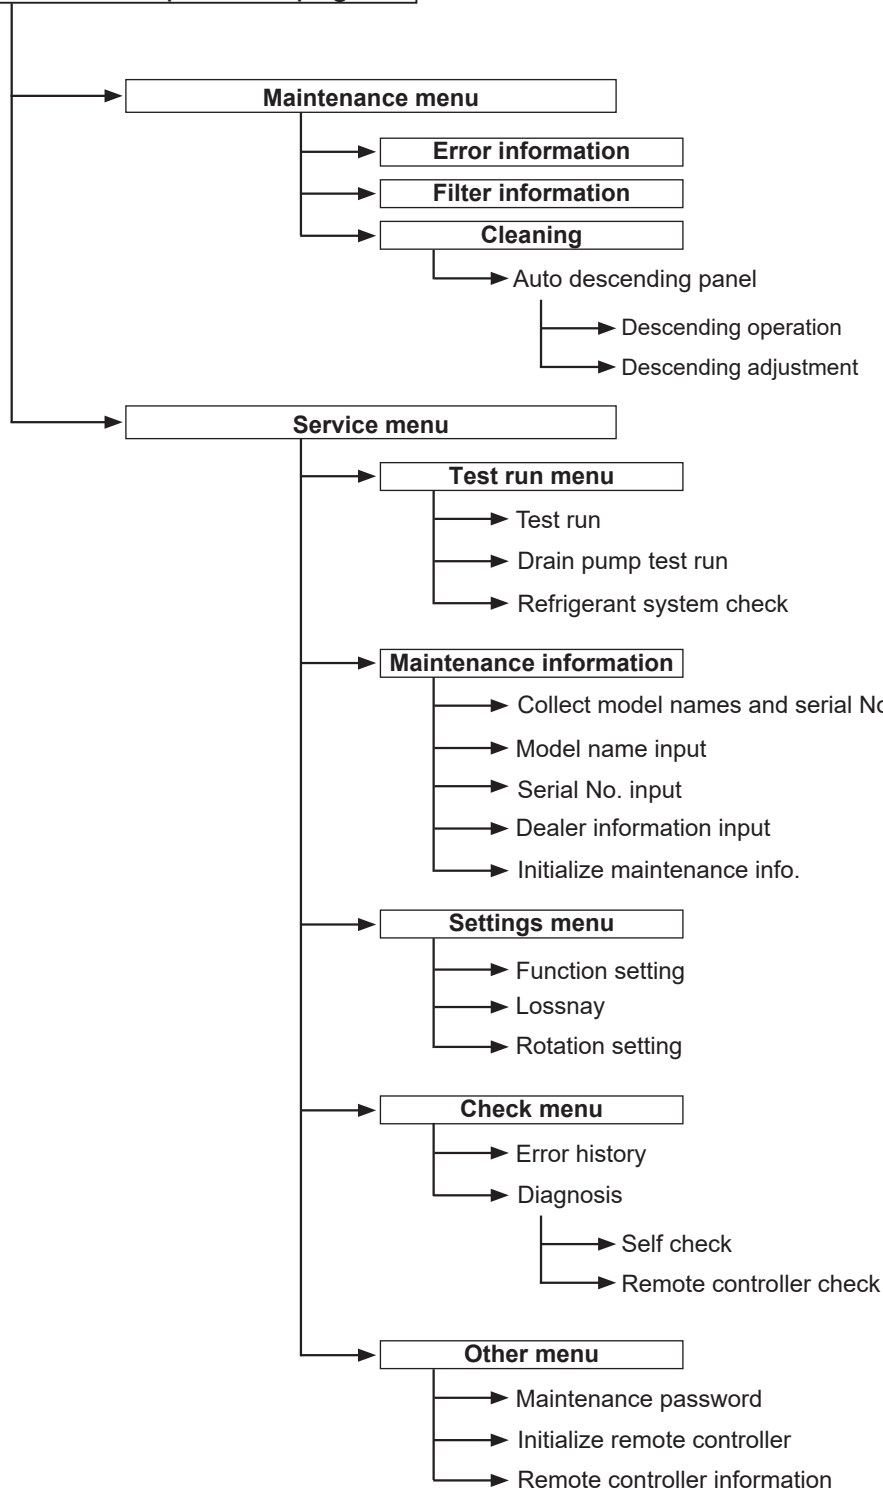 Maintenance menu
Error information
Filter information
Cleaning
Auto descending panel
Descending operation
Descending adjustment
Service menu
Test run menu
Test run
Drain pump test run
Refrigerant system check
Maintenance information
Collect model names and serial
Model name input
Serial No. input
Dealer information input
Initialize maintenance info.
Settings menu
Function setting
Lossnay
Rotation setting
Check menu
Error history
Diagnosis
Self check
Remote controller check
Other menu
Maintenance password
Initialize remote controller
Remote controller information